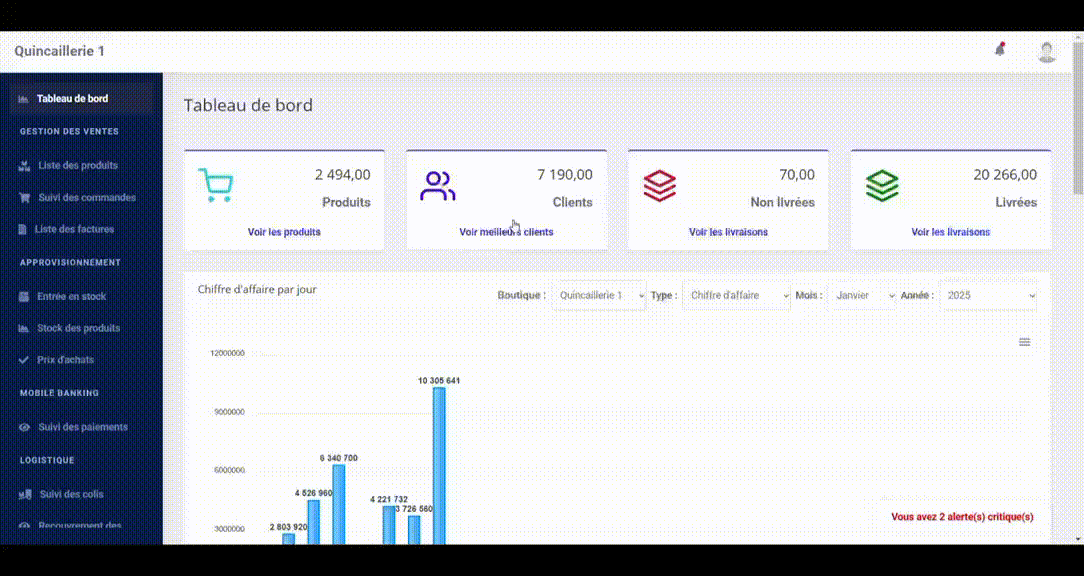 Quincaillerie 1
Tableau de bord
GESTION DES VENTES
Liste des produits
Suivi des commandes
Liste des factures
APPROVISIONNEMENT
Entrée en stock
Stock des produits
Prix d'achats
MOBILE BANKING
Suivi des paiements
LOGISTIQUE
Suivi des colis
Recouvrement des
Tableau de bord
2 494,00
Produits
Voir les produits
7 190,00
Clients
Voir meilleurs clients
70,00
Non livrées
Voir les livraisons
20 266,00
Livrées
Voir les livraisons
Chiffre d'affaire par jour
Boutique : Quincaillerie 1 Type : Chiffre d'affaire Mois : Janvier Année : 2025
12000000
9000000
6000000
3000000
2 803 920
4 526 960
6 340 700
4 221 732
3 726 560
10 305 641
Vous avez 2 alerte(s) critique(s)